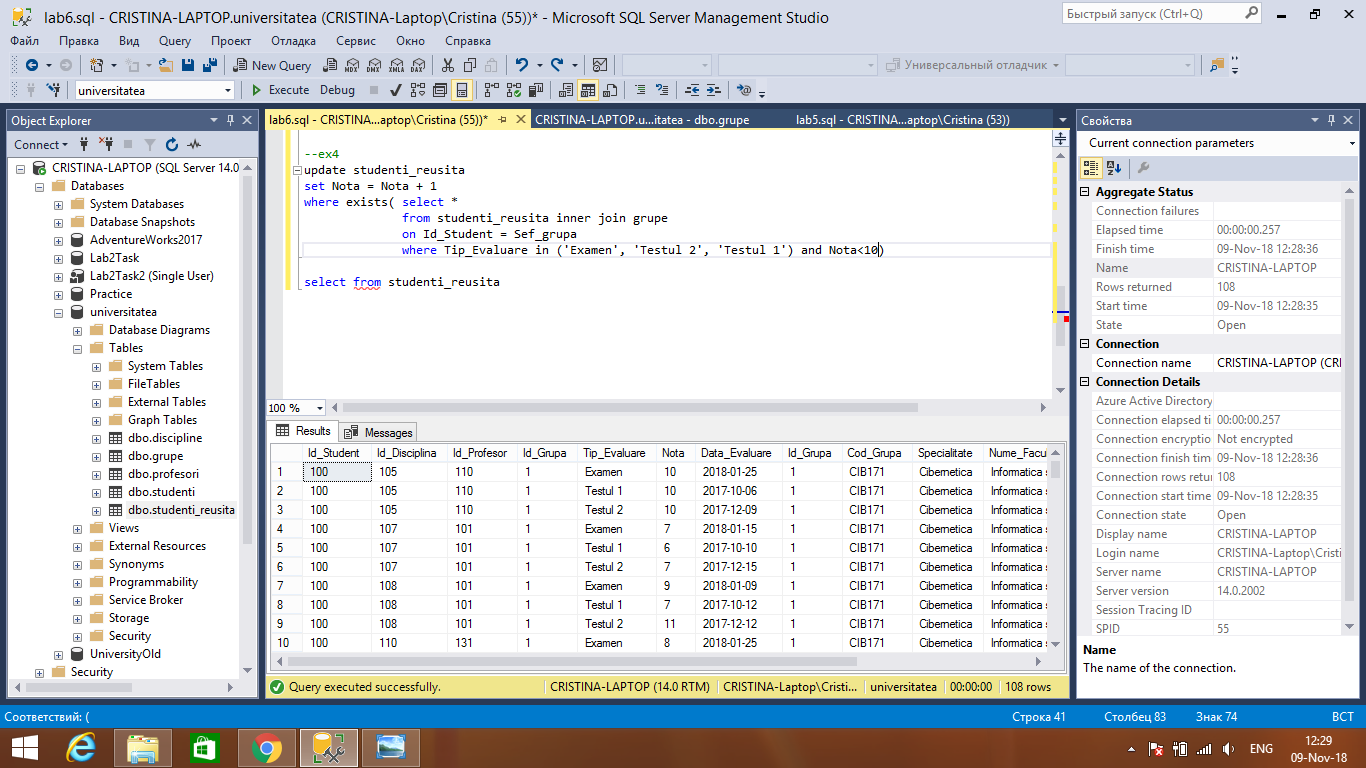 lab6.sql - CRISTINA-LAPTOP.universitatea (CRISTINA-Laptop\Cristina (55))* - Microsoft SQL Server Management Studio
Быстрый запуск (Ctrl+Q)
Файл Правка Вид Query Проект Отладка Сервис Окно Справка
New Query MDX DMX XMLA DAX Универсальный отладчик
universitatea Execute Debug
Object Explorer
Connect
CRISTINA-LAPTOP (SQL Server 14.0
Databases
System Databases
Database Snapshots
AdventureWorks2017
Lab2Task
Lab2Task2 (Single User)
Practice
universitatea
Database Diagrams
Tables
System Tables
FileTables
External Tables
Graph Tables
dbo.discipline
dbo.grupe
dbo.profesori
dbo.studenti
dbo.studenti_reusita
Views
External Resources
Synonyms
Programmability
Service Broker
Storage
Security
UniversityOld
Security
lab6.sql - CRISTINA...aptop\Cristina (55))* CRISTINA-LAPTOP.u...itatea - dbo.grupe lab5.sql - CRISTINA...aptop\Cristina (53))
--ex4
update studenti_reusita
set Nota = Nota + 1
where exists( select *
from studenti_reusita inner join grupe
on Id_Student = Sef_grupa
where Tip_Evaluare in ('Examen', 'Testul 2', 'Testul 1') and Nota<10)
select from studenti_reusita
100 %
Results Messages
Id_Student Id_Disciplina Id_Profesor Id_Grupa Tip_Evaluare Nota Data_Evaluare Id_Grupa Cod_Grupa Specialitate Nume_Facul
1 100 105 110 1 Examen 10 2018-01-25 1 CIB171 Cibernetica Informatica s
2 100 105 110 1 Testul 1 10 2017-10-06 1 CIB171 Cibernetica Informatica s
3 100 105 110 1 Testul 2 10 2017-12-09 1 CIB171 Cibernetica Informatica s
4 100 107 101 1 Examen 7 2018-01-15 1 CIB171 Cibernetica Informatica s
5 100 107 101 1 Testul 1 6 2017-10-10 1 CIB171 Cibernetica Informatica s
6 100 107 101 1 Testul 2 7 2017-12-15 1 CIB171 Cibernetica Informatica s
7 100 108 101 1 Examen 9 2018-01-09 1 CIB171 Cibernetica Informatica s
8 100 108 101 1 Testul 1 7 2017-10-12 1 CIB171 Cibernetica Informatica s
9 100 108 101 1 Testul 2 11 2017-12-12 1 CIB171 Cibernetica Informatica s
10 100 110 131 1 Examen 8 2018-01-25 1 CIB171 Cibernetica Informatica s
Query executed successfully. CRISTINA-LAPTOP (14.0 RTM) CRISTINA-Laptop\Cristi... universitatea 00:00:00 108 rows
Свойства
Current connection parameters
Aggregate Status
Connection failures
Elapsed time 00:00:00.257
Finish time 09-Nov-18 12:28:36
Name CRISTINA-LAPTOP
Rows returned 108
Start time 09-Nov-18 12:28:35
State Open
Connection
Connection name CRISTINA-LAPTOP (CRI
Connection Details
Azure Active Directory
Connection elapsed ti 00:00:00.257
Connection encryptio Not encrypted
Connection finish tim 09-Nov-18 12:28:36
Connection rows retur 108
Connection start time 09-Nov-18 12:28:35
Connection state Open
Display name CRISTINA-LAPTOP
Login name CRISTINA-Laptop\Cristi
Server name CRISTINA-LAPTOP
Server version 14.0.2002
Session Tracing ID
SPID 55
Name
The name of the connection.
Соответствий: ( Строка 41 Столбец 83 Знак 74 ВСТ
ENG 12:29
09-Nov-18